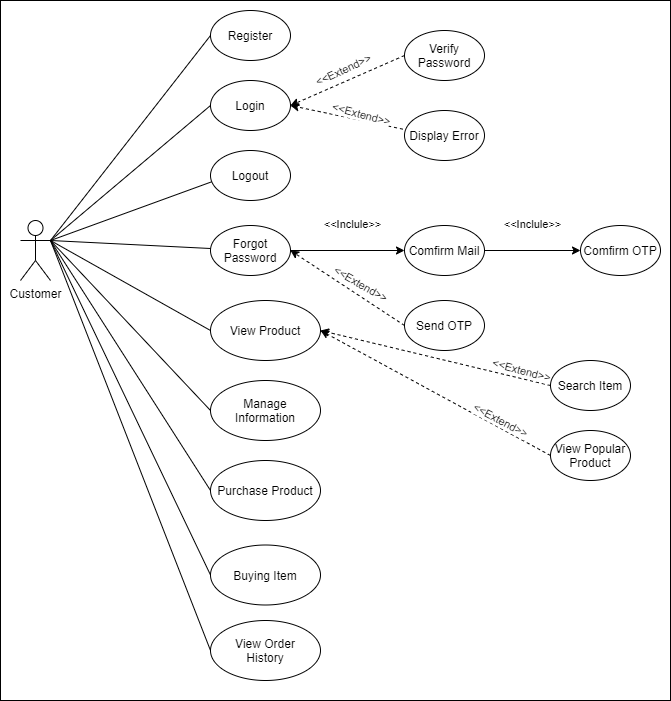 Register
Verify
Password
<<Extend>>
Login
<<Extend>>
Display Error
Logout
<<Inclule>>
<<Inclule>>
Forgot
Password
Comfirm Mail
Comfirm OTP
Customer
<<Extend>>
Send OTP
View Product
<<Extend>>
Search Item
Manage
Information
<<Extend>>
View Popular
Product
Purchase Product
Buying Item
View Order
History